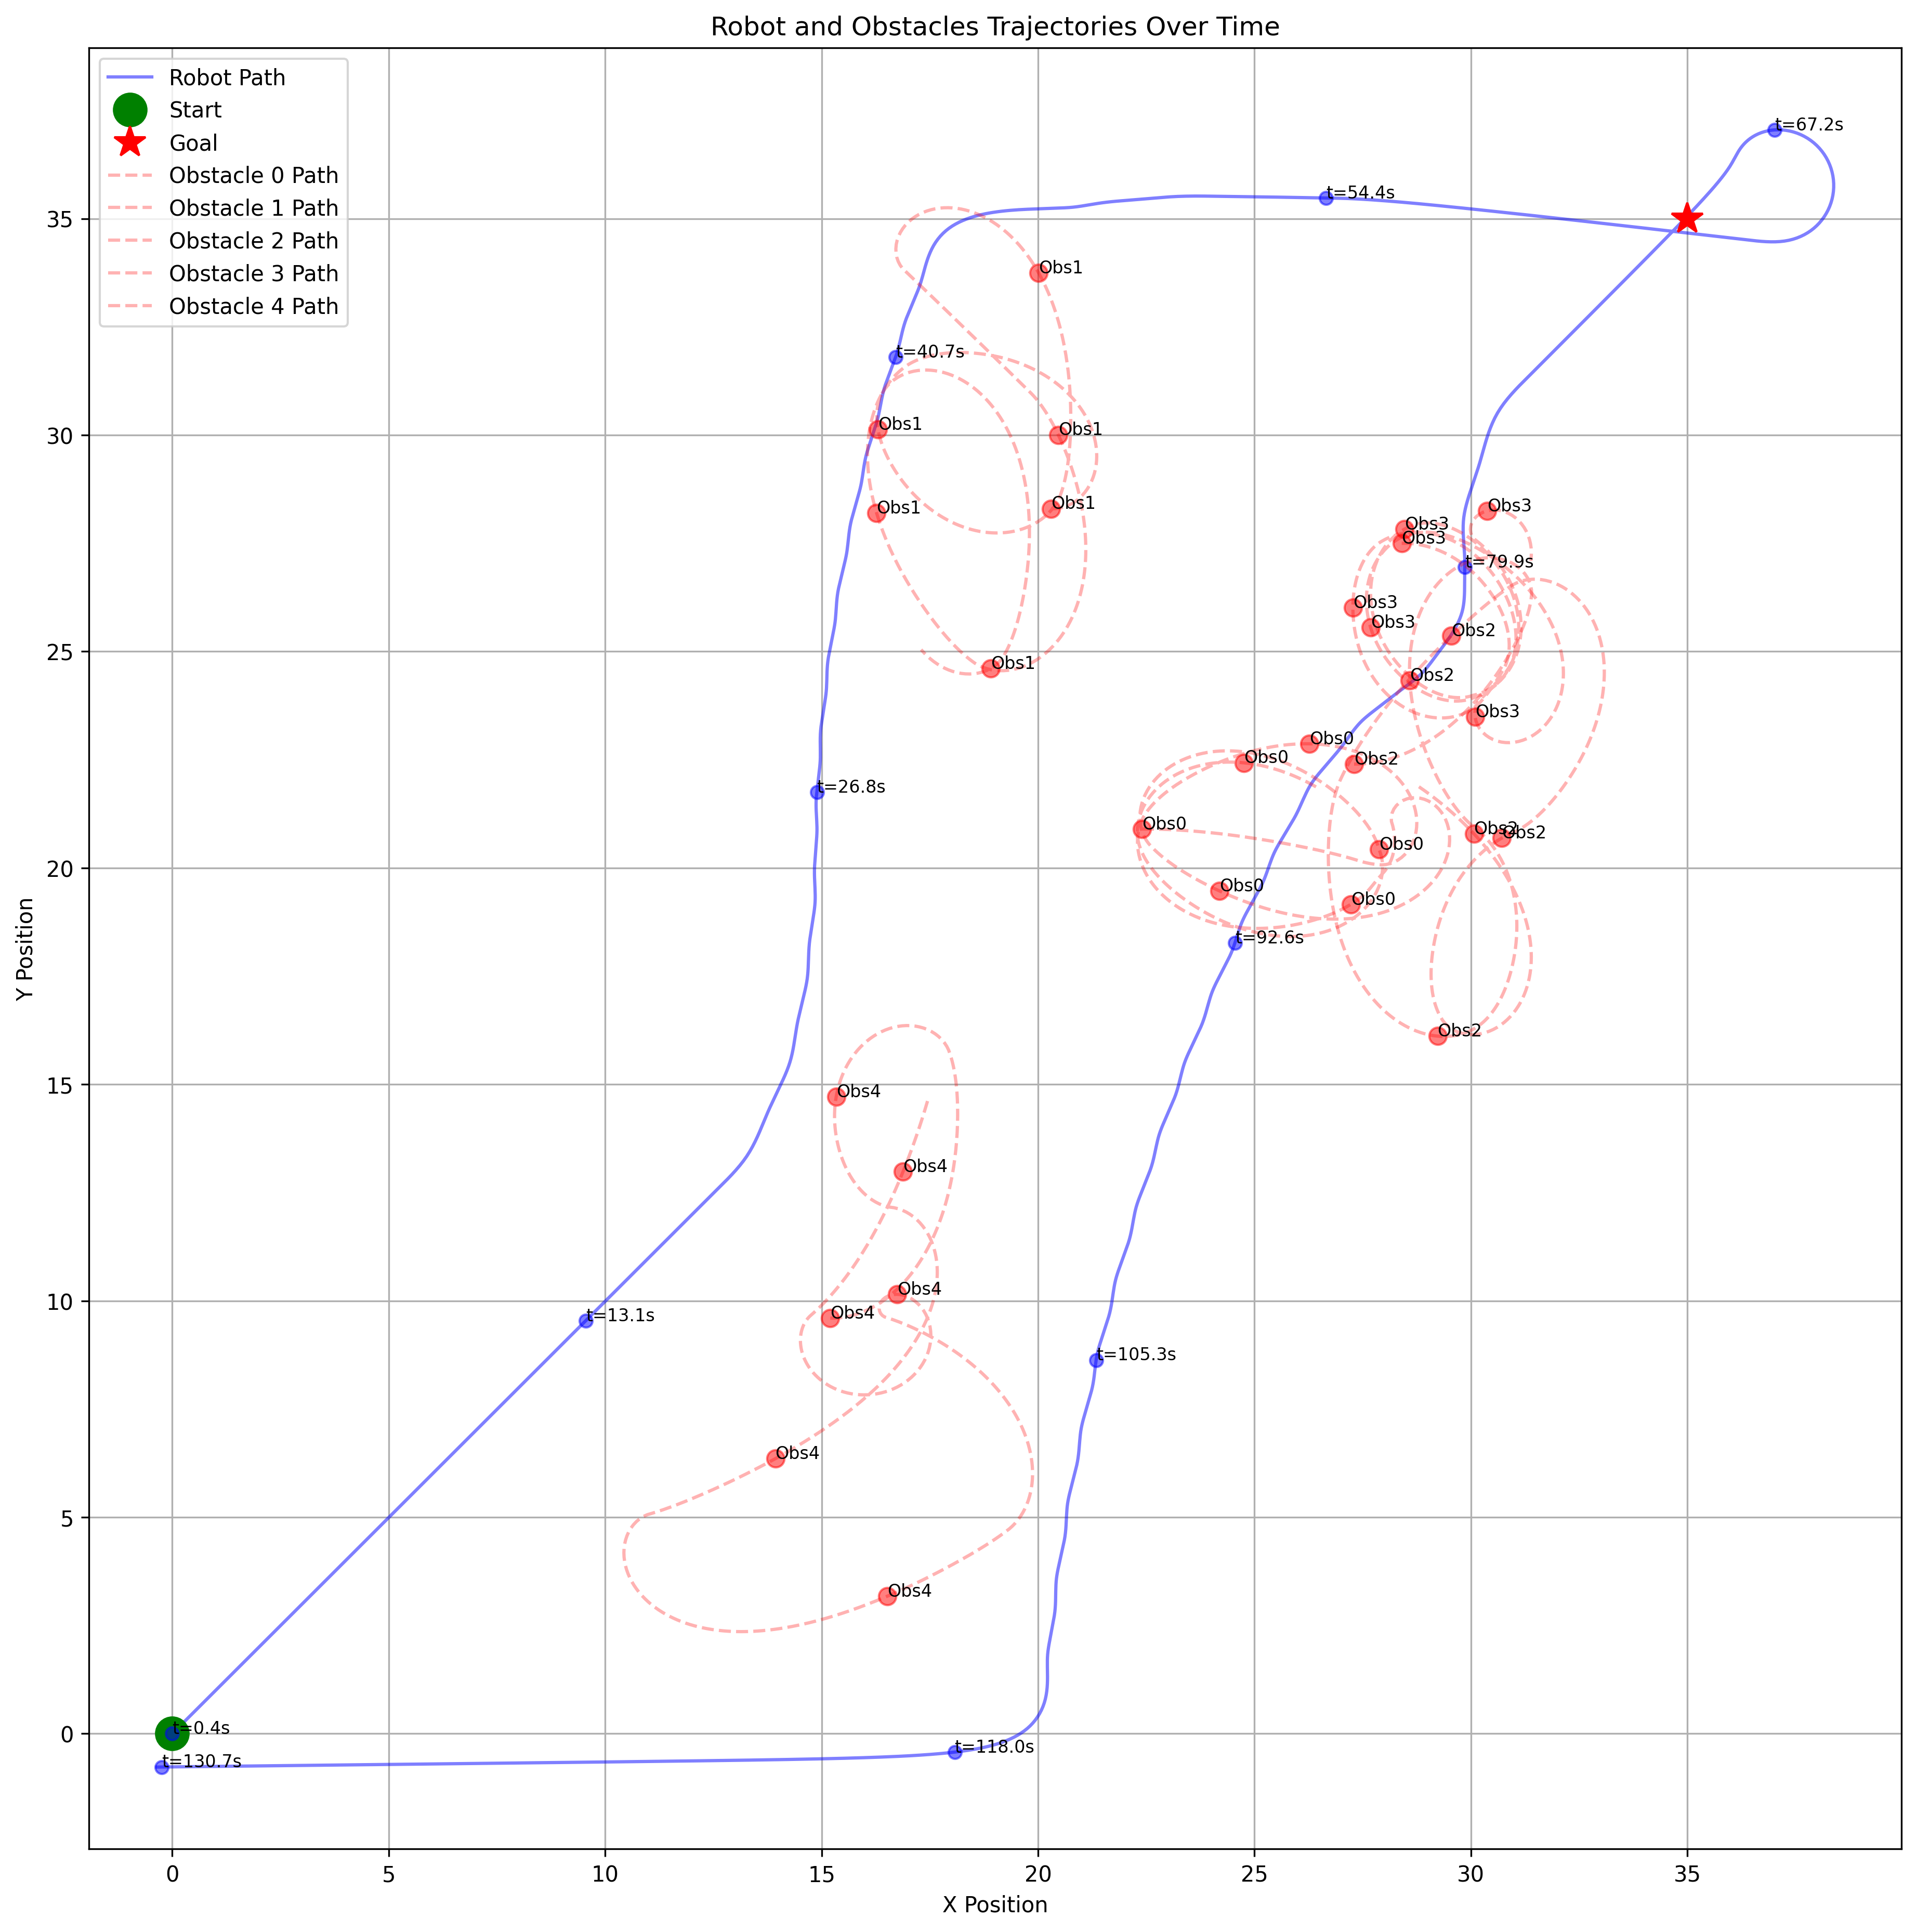 Robot and Obstacles Trajectories Over Time
Robot Path
Start
Goal
Obstacle 0 Path
Obstacle 1 Path
Obstacle 2 Path
Obstacle 3 Path
Obstacle 4 Path
t=67.2s
t=54.4s
35
Obs1
t=40.7s
Obs1
Obs1
30
Obs1
Obs1
Obs3
Obs3
Obs3
t=79.9s
Obs3
Obs3
Obs2
25
Obs1
Obs2
Obs3
Obs0
Obs0
Obs2
t=26.8s
Obs0
Obs2
Obs2
Obs0
20
Obs0
Obs0
t=92.6s
Obs2
15
Obs4
Obs4
10
Obs4
Obs4
t=13.1s
t=105.3s
Obs4
5
Obs4
0
t=0.4s
t=118.0s
t=130.7s
0 5 10 15 20 25 30 35
X Position
Y Position